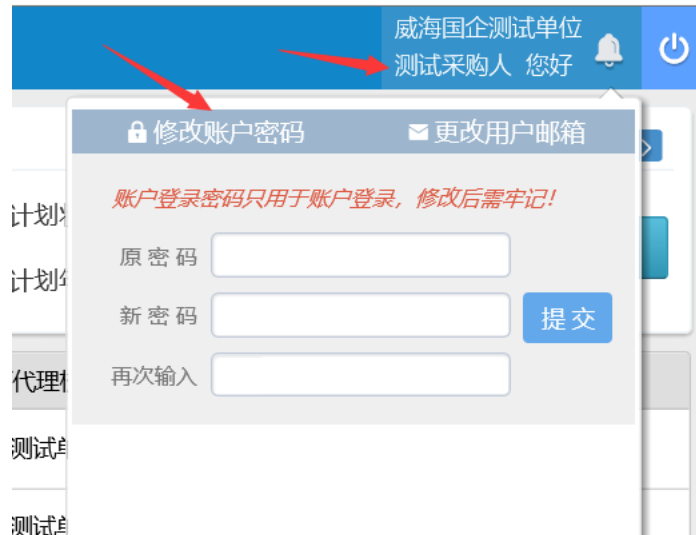 威海国企测试单位
测试采购人 您好
修改账户密码 更改用户邮箱
账户登录密码只用于账户登录，修改后需牢记！
计划
原密码
计划
新密码 提交
代理
再次输入
测试单
测试单